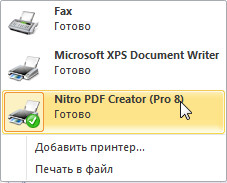 Fax
Готово
Microsoft XPS Document Writer
Готово
Nitro PDF Creator (Pro 8)
Готово
Добавить принтер...
Печать в файл